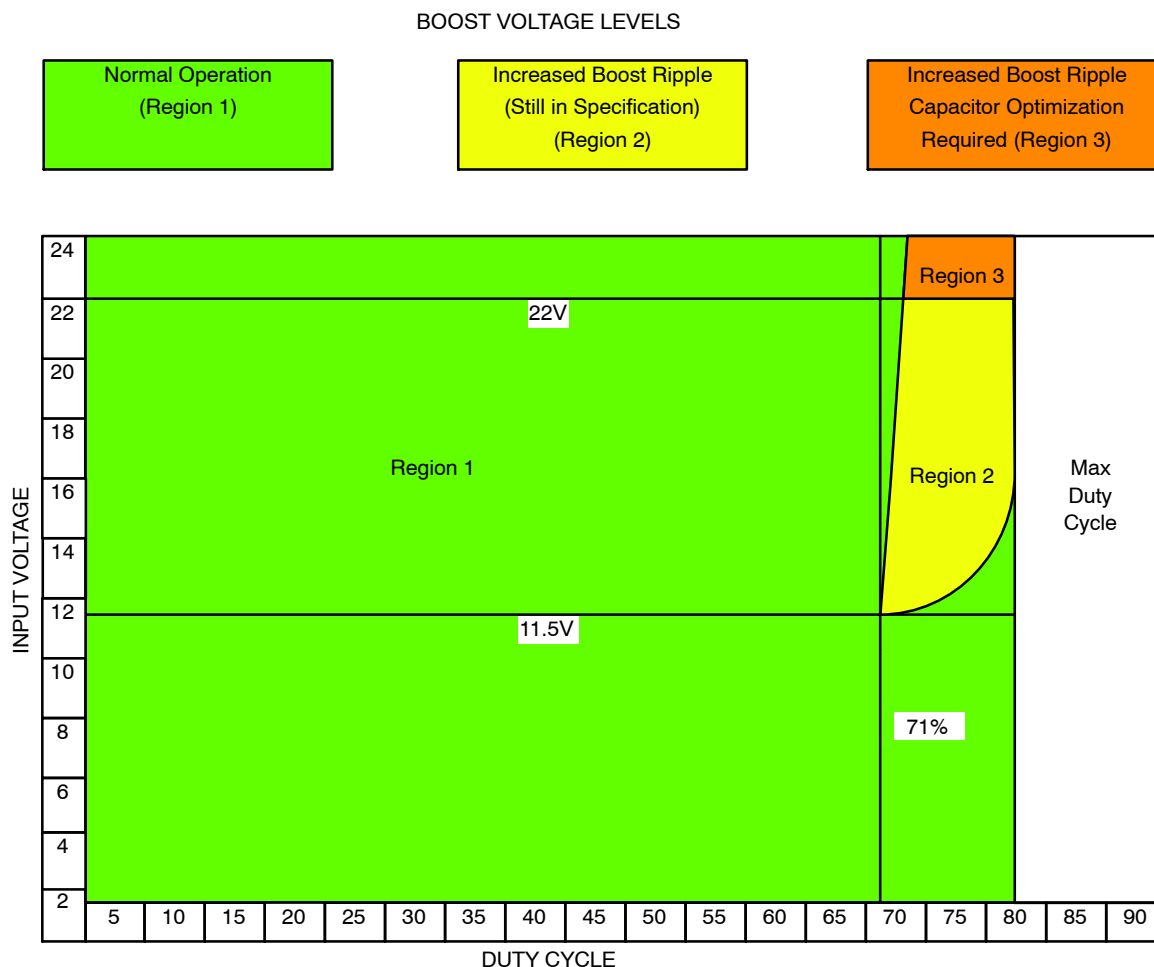 BOOST VOLTAGE LEVELS
Normal Operation
(Region 1)
Increased Boost Ripple
(Still in Specification)
(Region 2)
Increased Boost Ripple
Capacitor Optimization
Required (Region 3)
INPUT VOLTAGE
24
22
20
18
16
14
12
10
8
6
4
2
Region 3
22V
Region 1
Region 2
Max
Duty
Cycle
11.5V
71%
5 10 15 20 25 30 35 40 45 50 55 60 65 70 75 80 85 90
DUTY CYCLE